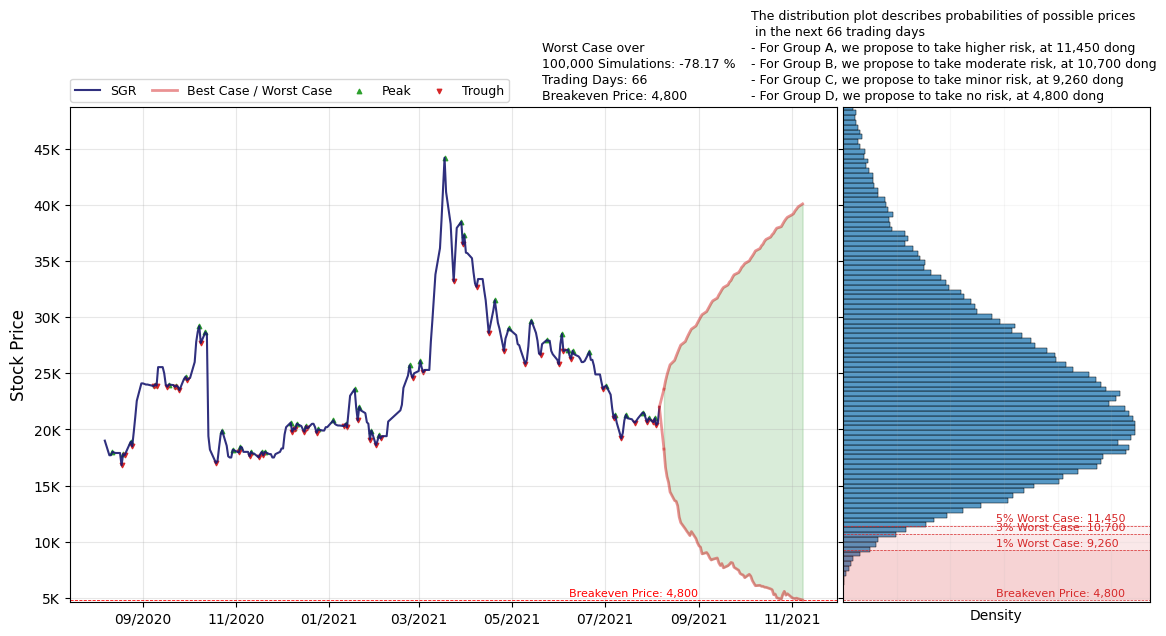 The distribution plot describes probabilities of possible prices
in the next 66 trading days
- For Group A, we propose to take higher risk, at 11,450 dong
- For Group B, we propose to take moderate risk, at 10,700 dong
- For Group C, we propose to take minor risk, at 9,260 dong
- For Group D, we propose to take no risk, at 4,800 dong
Worst Case over
100,000 Simulations: -78.17 %
Trading Days: 66
Breakeven Price: 4,800
SGR
Best Case / Worst Case
Peak
Trough
Stock Price
45K
40K
35K
30K
25K
20K
15K
10K
5K
Breakeven Price: 4,800
09/2020
11/2020
01/2021
03/2021
05/2021
07/2021
09/2021
11/2021
5% Worst Case: 11,450
3% Worst Case: 10,700
1% Worst Case: 9,260
Breakeven Price: 4,800
Density